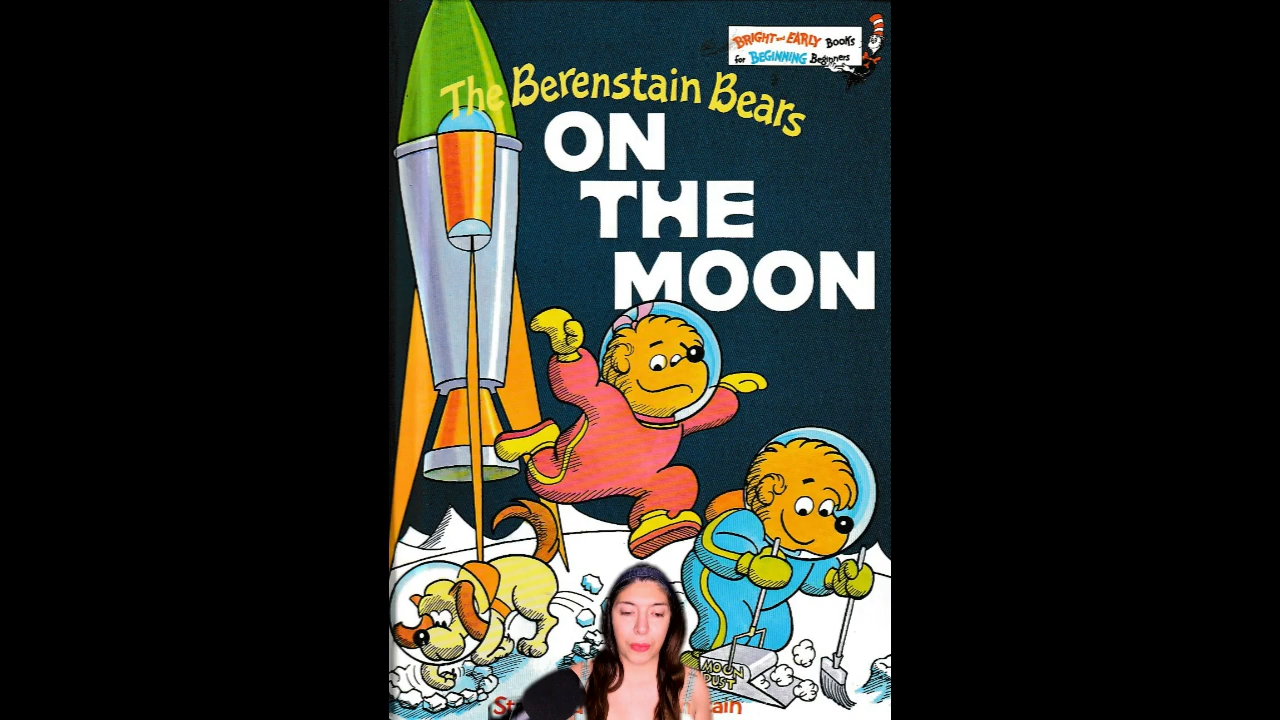 BRIGHT and EARLY Books
for BEGINNING Beginners
The Berenstain Bears
ON
THE
MOON
MOON
DUST